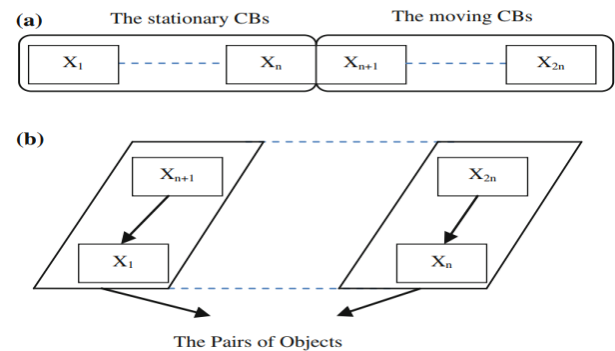 (a) The stationary CBs The moving CBs
X₁ Xₙ Xₙ₊₁ X₂ₙ
(b)
Xₙ₊₁ X₂ₙ
X₁ Xₙ
The Pairs of Objects